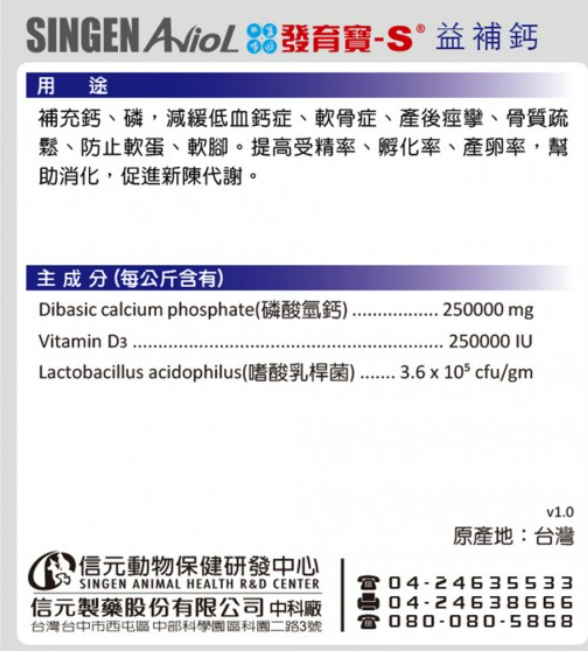 SINGEN AvioL 發育寶-S® 益補鈣
用 途
補充鈣、磷，減緩低血鈣症、軟骨症、產後痙攣、骨質疏
鬆、防止軟蛋、軟腳。提高受精率、孵化率、產卵率，幫
助消化，促進新陳代謝。
主 成 分 (每公斤含有)
Dibasic calcium phosphate(磷酸氫鈣) ................. 250000 mg
Vitamin D3 ............................................................ 250000 IU
Lactobacillus acidophilus(嗜酸乳桿菌) ....... 3.6 x 10⁵ cfu/gm
v1.0
原產地：台灣
信元動物保健研發中心
SINGEN ANIMAL HEALTH R&D CENTER
信元製藥股份有限公司 中科廠
台灣台中市西屯區中部科學園區科園二路3號
☎ 04-24635533
04-24638666
☎ 080-080-5868